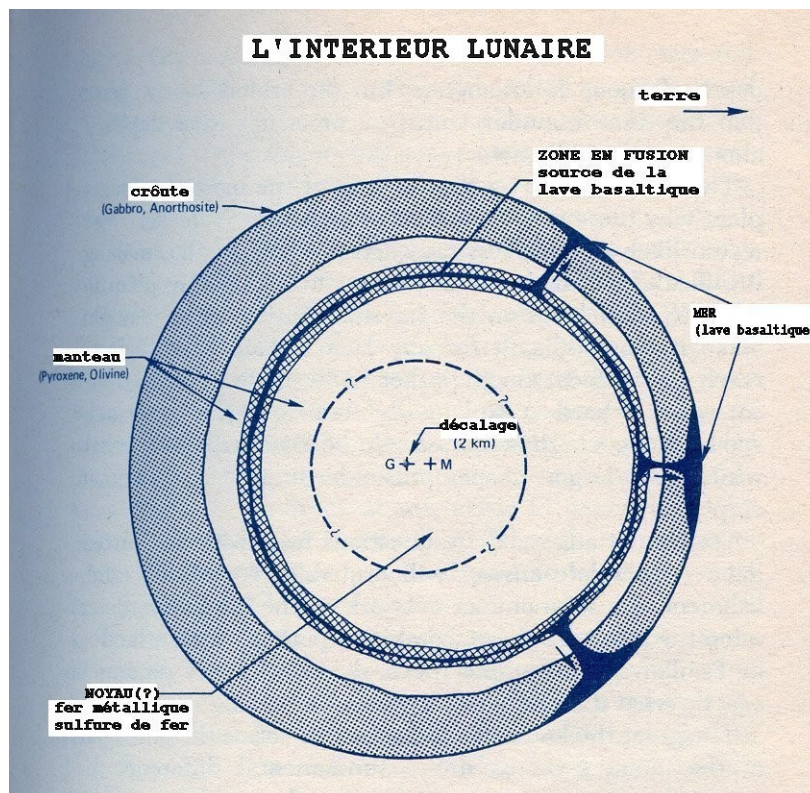 L'INTERIEUR LUNAIRE
terre
ZONE EN FUSION
source de la
lave basaltique
crôute
(Gabbro, Anorthosite)
MER
(lave basaltique
manteau
(Pyroxene, Olivine)
?
?
décalage
(2 km)
G M
?
?
NOYAU(?)
fer métallique
sulfure de fer